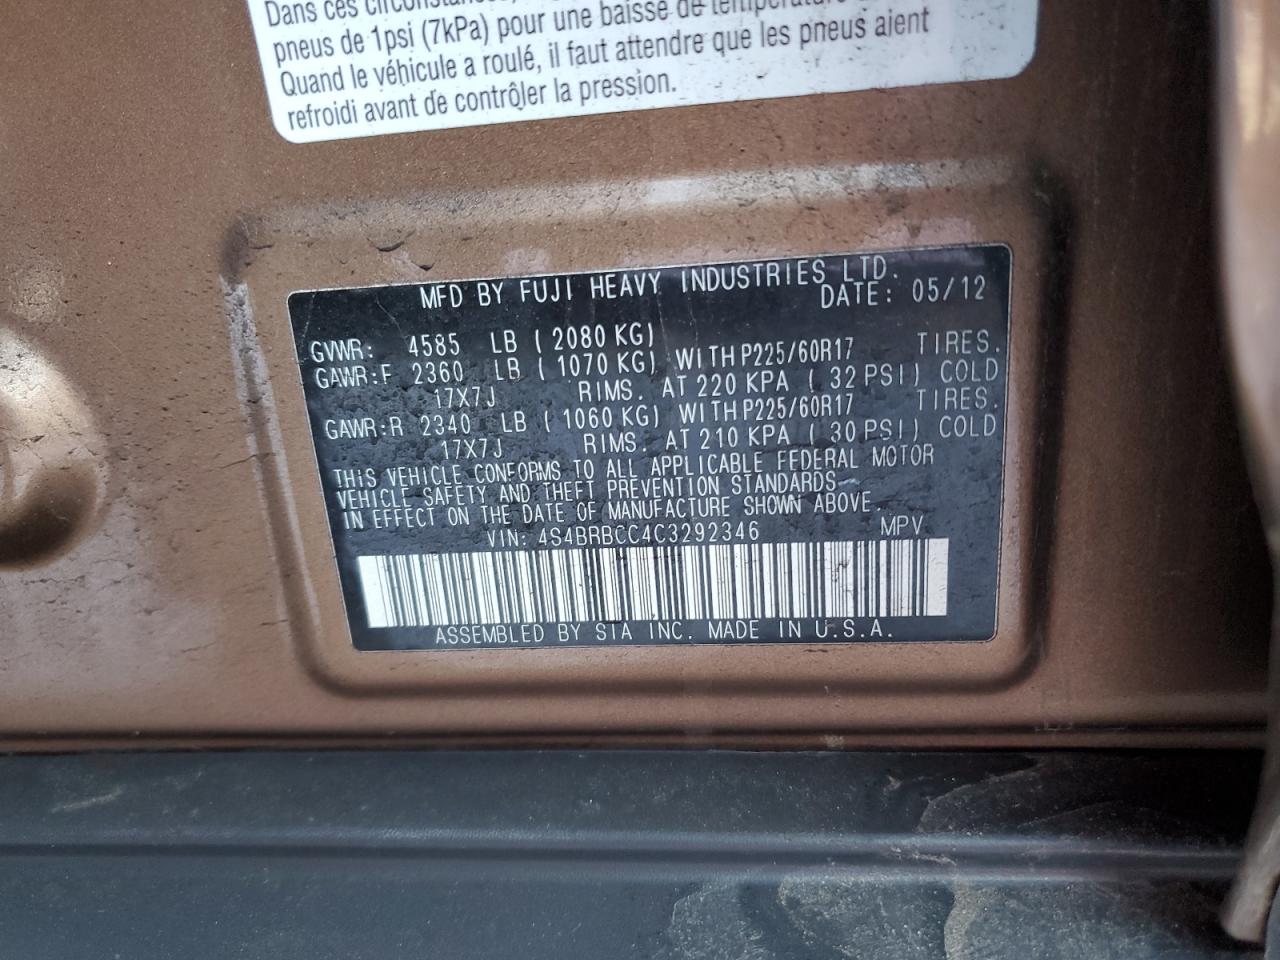 Dans ces
pneus de 1psi (7kPa) pour une baisse de
Quand le véhicule a roulé, il faut attendre que les pneus aient
refroidi avant de contrôler la pression.
MFD BY FUJI HEAVY INDUSTRIES LTD.
DATE: 05/12
GVWR: 4585 LB ( 2080 KG)
GAWR:F 2360 LB ( 1070 KG) WITH P225/60R17 TIRES.
17X7J RIMS. AT 220 KPA ( 32 PSI) COLD
GAWR:R 2340 LB ( 1060 KG) WITH P225/60R17 TIRES.
17X7J RIMS. AT 210 KPA ( 30 PSI) COLD
THIS VEHICLE CONFORMS TO ALL APPLICABLE FEDERAL MOTOR
VEHICLE SAFETY AND THEFT PREVENTION STANDARDS
IN EFFECT ON THE DATE OF MANUFACTURE SHOWN ABOVE.
VIN: 4S4BRBCC4C3292346 MPV
ASSEMBLED BY SIA INC. MADE IN U.S.A.